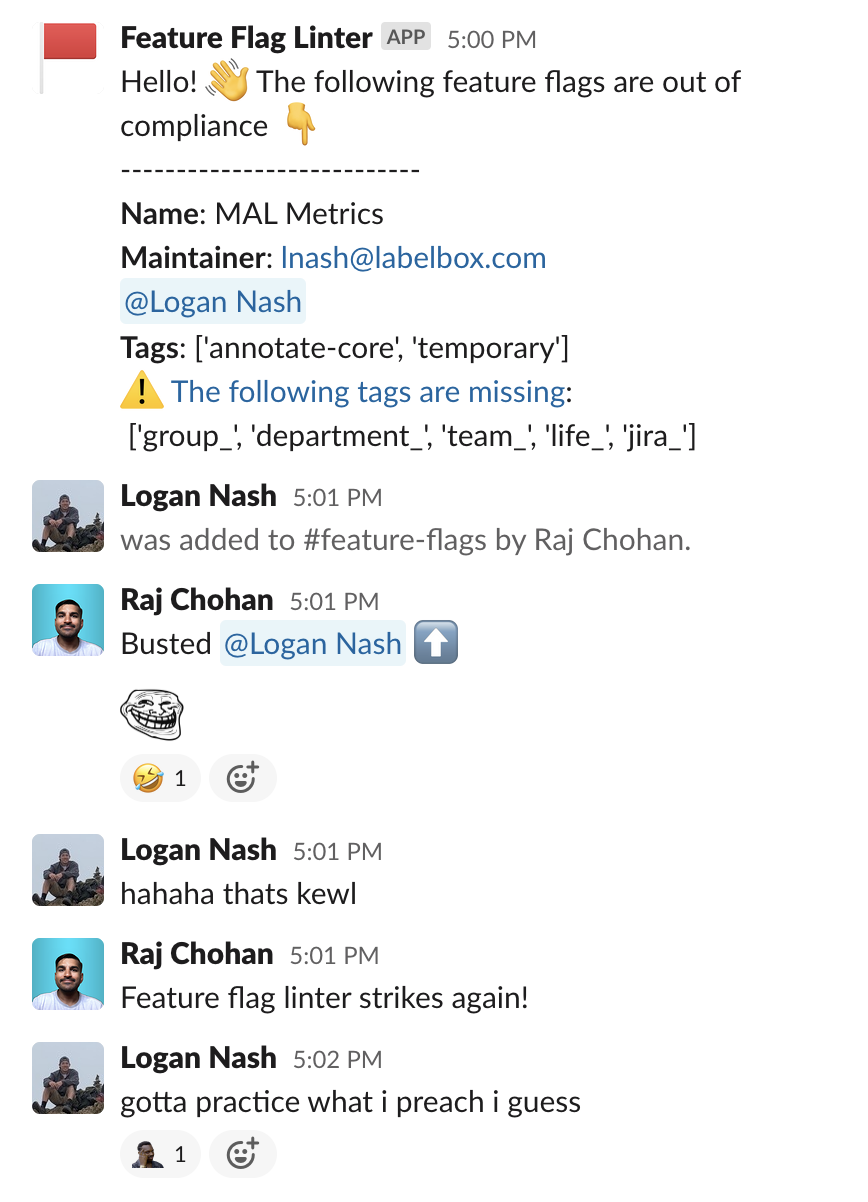 Feature Flag Linter APP 5:00 PM
Hello! 👋 The following feature flags are out of
compliance 👇
---------------------------
Name: MAL Metrics
Maintainer: lnash@labelbox.com
@Logan Nash
Tags: ['annotate-core', 'temporary']
⚠️ The following tags are missing:
['group_', 'department_', 'team_', 'life_', 'jira_']
Logan Nash 5:01 PM
was added to #feature-flags by Raj Chohan.
Raj Chohan 5:01 PM
Busted @Logan Nash ⬆️
🤣 1
Logan Nash 5:01 PM
hahaha thats kewl
Raj Chohan 5:01 PM
Feature flag linter strikes again!
Logan Nash 5:02 PM
gotta practice what i preach i guess
1